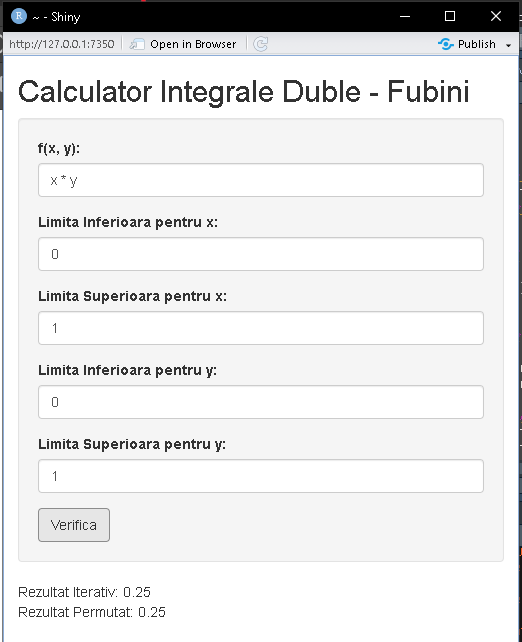 R ~ - Shiny
http://127.0.0.1:7350 Open in Browser Publish
Calculator Integrale Duble - Fubini
f(x, y):
x * y
Limita Inferioara pentru x:
0
Limita Superioara pentru x:
1
Limita Inferioara pentru y:
0
Limita Superioara pentru y:
1
Verifica
Rezultat Iterativ: 0.25
Rezultat Permutat: 0.25